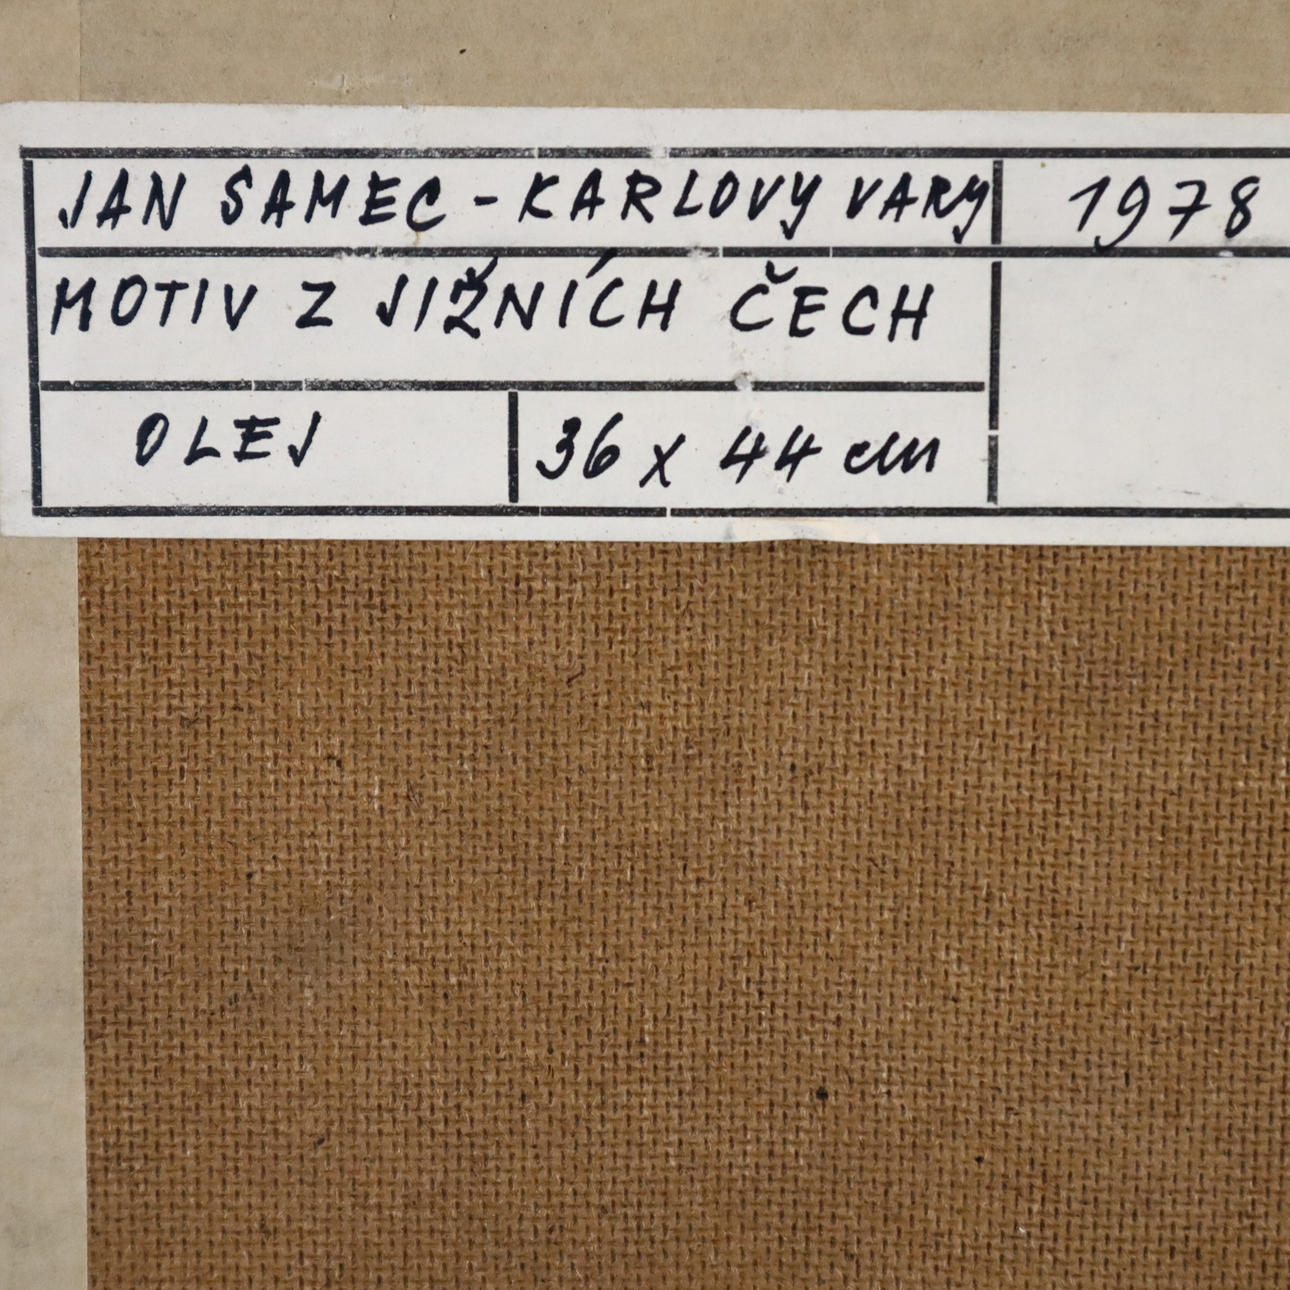 JAN SAMEC - KARLOVY VARY 1978
MOTIV Z JIŽNÍCH ČECH
OLEJ 36 x 44 cm